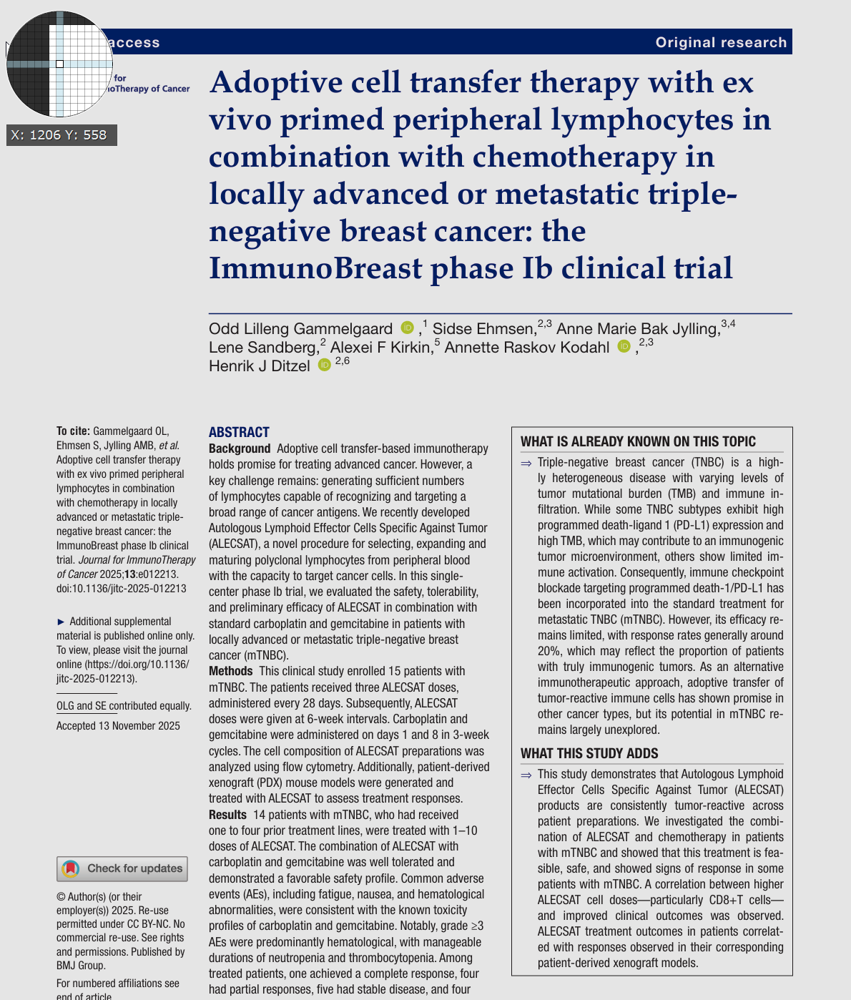 access
Original research
for
Therapy of Cancer
X: 1206 Y: 558
Adoptive cell transfer therapy with ex
vivo primed peripheral lymphocytes in
combination with chemotherapy in
locally advanced or metastatic triple-
negative breast cancer: the
ImmunoBreast phase Ib clinical trial
Odd Lilleng Gammelgaard iD ,1 Sidse Ehmsen,2,3 Anne Marie Bak Jylling,3,4
Lene Sandberg,2 Alexei F Kirkin,5 Annette Raskov Kodahl iD ,2,3
Henrik J Ditzel iD 2,6
To cite: Gammelgaard OL,
Ehmsen S, Jylling AMB, et al.
Adoptive cell transfer therapy
with ex vivo primed peripheral
lymphocytes in combination
with chemotherapy in locally
advanced or metastatic triple-
negative breast cancer: the
ImmunoBreast phase Ib clinical
trial. Journal for ImmunoTherapy
of Cancer 2025;13:e012213.
doi:10.1136/jitc-2025-012213
► Additional supplemental
material is published online only.
To view, please visit the journal
online (https://doi.org/10.1136/
jitc-2025-012213).
OLG and SE contributed equally.
Accepted 13 November 2025
Check for updates
© Author(s) (or their
employer(s)) 2025. Re-use
permitted under CC BY-NC. No
commercial re-use. See rights
and permissions. Published by
BMJ Group.
For numbered affiliations see
end of article
ABSTRACT
Background Adoptive cell transfer-based immunotherapy
holds promise for treating advanced cancer. However, a
key challenge remains: generating sufficient numbers
of lymphocytes capable of recognizing and targeting a
broad range of cancer antigens. We recently developed
Autologous Lymphoid Effector Cells Specific Against Tumor
(ALECSAT), a novel procedure for selecting, expanding and
maturing polyclonal lymphocytes from peripheral blood
with the capacity to target cancer cells. In this single-
center phase Ib trial, we evaluated the safety, tolerability,
and preliminary efficacy of ALECSAT in combination with
standard carboplatin and gemcitabine in patients with
locally advanced or metastatic triple-negative breast
cancer (mTNBC).
Methods This clinical study enrolled 15 patients with
mTNBC. The patients received three ALECSAT doses,
administered every 28 days. Subsequently, ALECSAT
doses were given at 6-week intervals. Carboplatin and
gemcitabine were administered on days 1 and 8 in 3-week
cycles. The cell composition of ALECSAT preparations was
analyzed using flow cytometry. Additionally, patient-derived
xenograft (PDX) mouse models were generated and
treated with ALECSAT to assess treatment responses.
Results 14 patients with mTNBC, who had received
one to four prior treatment lines, were treated with 1–10
doses of ALECSAT. The combination of ALECSAT with
carboplatin and gemcitabine was well tolerated and
demonstrated a favorable safety profile. Common adverse
events (AEs), including fatigue, nausea, and hematological
abnormalities, were consistent with the known toxicity
profiles of carboplatin and gemcitabine. Notably, grade ≥3
AEs were predominantly hematological, with manageable
durations of neutropenia and thrombocytopenia. Among
treated patients, one achieved a complete response, four
had partial responses, five had stable disease, and four
WHAT IS ALREADY KNOWN ON THIS TOPIC
⇒ Triple-negative breast cancer (TNBC) is a high-
ly heterogeneous disease with varying levels of
tumor mutational burden (TMB) and immune in-
filtration. While some TNBC subtypes exhibit high
programmed death-ligand 1 (PD-L1) expression and
high TMB, which may contribute to an immunogenic
tumor microenvironment, others show limited im-
mune activation. Consequently, immune checkpoint
blockade targeting programmed death-1/PD-L1 has
been incorporated into the standard treatment for
metastatic TNBC (mTNBC). However, its efficacy re-
mains limited, with response rates generally around
20%, which may reflect the proportion of patients
with truly immunogenic tumors. As an alternative
immunotherapeutic approach, adoptive transfer of
tumor-reactive immune cells has shown promise in
other cancer types, but its potential in mTNBC re-
mains largely unexplored.
WHAT THIS STUDY ADDS
⇒ This study demonstrates that Autologous Lymphoid
Effector Cells Specific Against Tumor (ALECSAT)
products are consistently tumor-reactive across
patient preparations. We investigated the combi-
nation of ALECSAT and chemotherapy in patients
with mTNBC and showed that this treatment is fea-
sible, safe, and showed signs of response in some
patients with mTNBC. A correlation between higher
ALECSAT cell doses—particularly CD8+T cells—
and improved clinical outcomes was observed.
ALECSAT treatment outcomes in patients correlat-
ed with responses observed in their corresponding
patient-derived xenograft models.